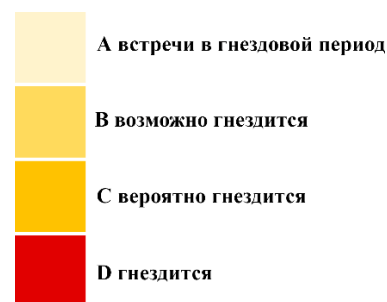 А встречи в гнездовой период
В возможно гнездится
С вероятно гнездится
D гнездится